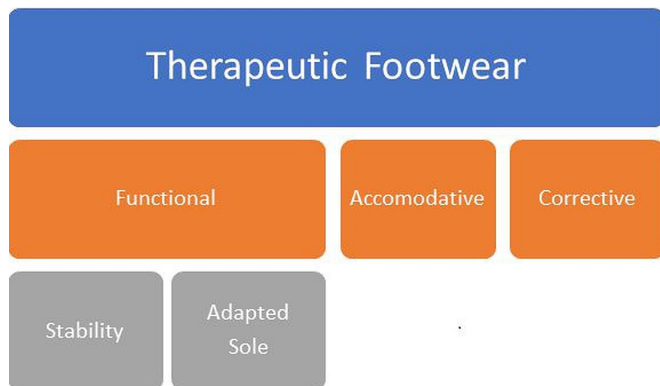 Therapeutic Footwear
Functional
Accomodative
Corrective
Stability
Adapted
Sole